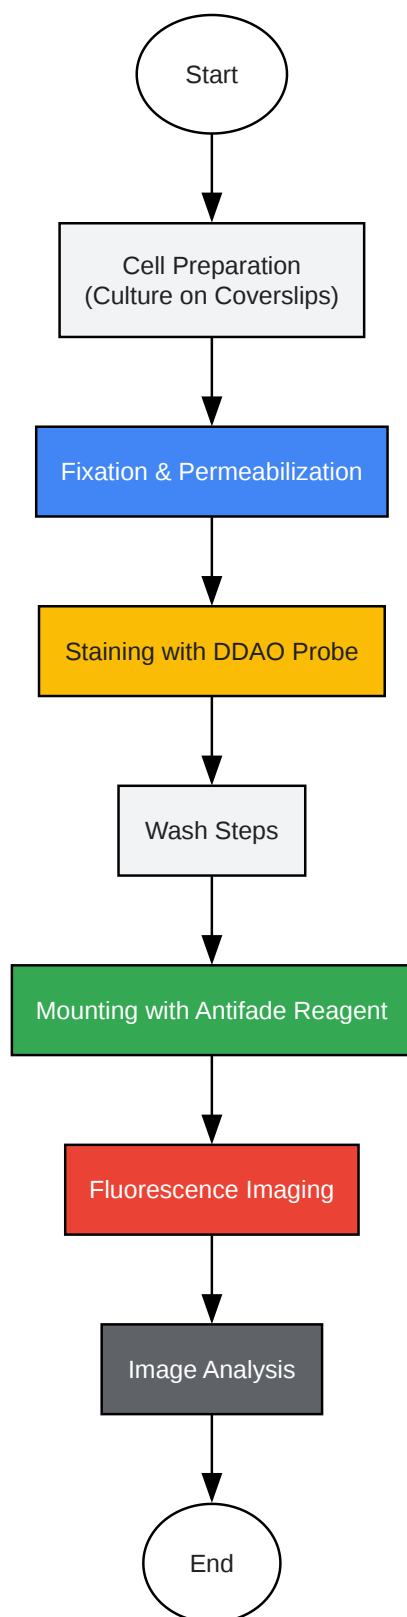 Start
Cell Preparation
(Culture on Coverslips)
Fixation & Permeabilization
Staining with DDAO Probe
Wash Steps
Mounting with Antifade Reagent
Fluorescence Imaging
Image Analysis
End